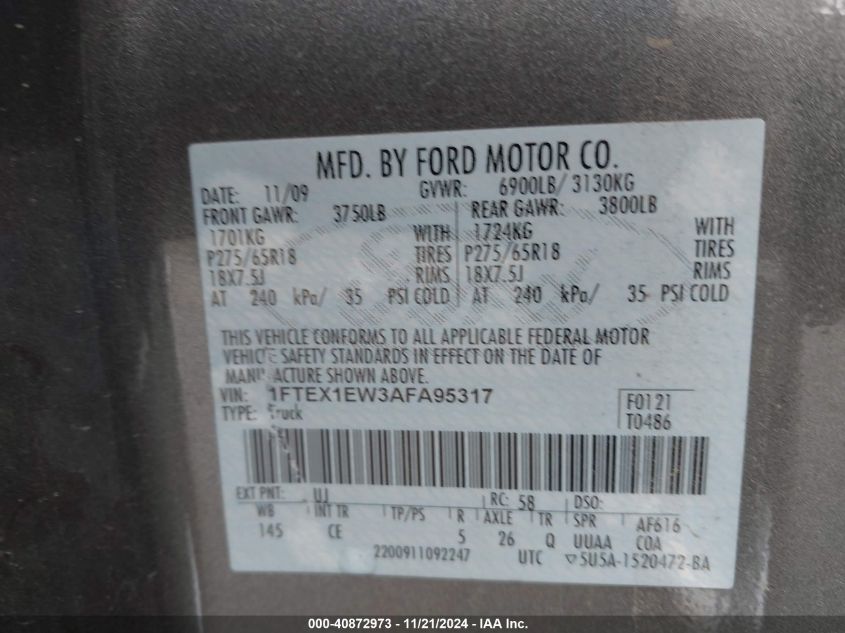 MFD. BY FORD MOTOR CO.
DATE: 11/09 GVWR: 6900LB/ 3130KG
FRONT GAWR: 3750LB REAR GAWR: 3800LB
1701KG WITH 1724KG WITH
P275/65R18 TIRES P275/65R18 TIRES
18X7.5J RIMS 18X7.5J RIMS
AT 240 kPa/ 35 PSI COLD AT 240 kPa/ 35 PSI COLD
THIS VEHICLE CONFORMS TO ALL APPLICABLE FEDERAL MOTOR
VEHICLE SAFETY STANDARDS IN EFFECT ON THE DATE OF
MANU ACTURE SHOWN ABOVE.
VIN: 1FTEX1EW3AFA95317 F0121
TYPE: Truck T0486
EXT PNT: UJ RC: 58 DSO:
WB INT TR TP/PS R AXLE TR SPR AF616
145 CE 5 26 Q UUAA COA
2200911092247 UTC ▽5U5A-1520472-BA
000-40872973 - 11/21/2024 - IAA Inc.